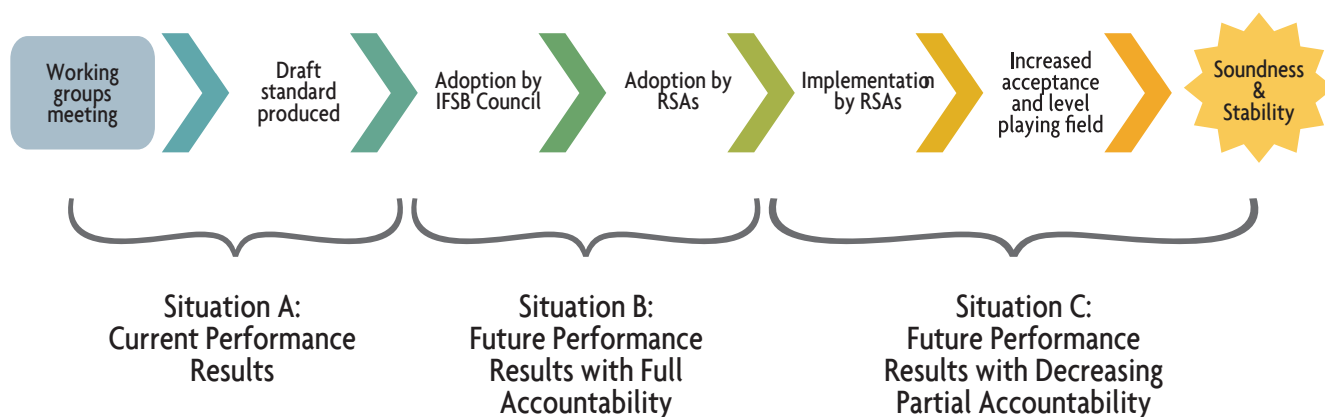 Working
groups
meeting
Draft
standard
produced
Adoption by
IFSB Council
Adoption by
RSAs
Implementation
by RSAs
Increased
acceptance
and level
playing field
Soundness
&
Stability
Situation A:
Current Performance
Results
Situation B:
Future Performance
Results with Full
Accountability
Situation C:
Future Performance
Results with Decreasing
Partial Accountability